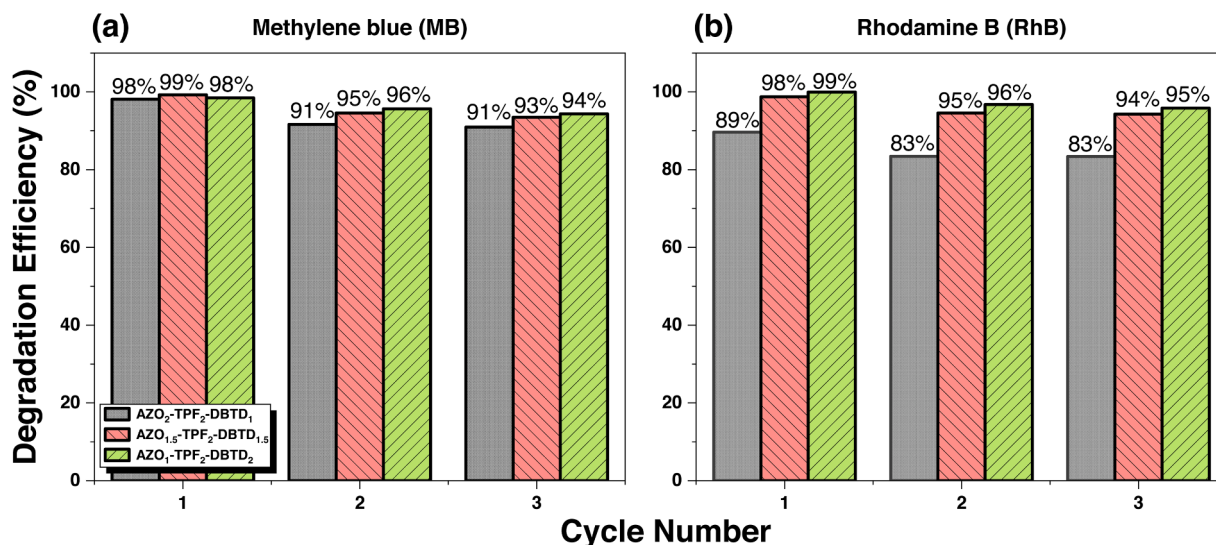 (a) Methylene blue (MB)
98% 99% 98%
91% 95% 96%
91% 93% 94%
100
80
60
40
20
0
AZO₂-TPF₂-DBTD₁
AZO₁.₅-TPF₂-DBTD₁.₅
AZO₁-TPF₂-DBTD₂
1 2 3
(b) Rhodamine B (RhB)
89% 98% 99%
83% 95% 96%
83% 94% 95%
100
80
60
40
20
0
1 2 3
Degradation Efficiency (%)
Cycle Number